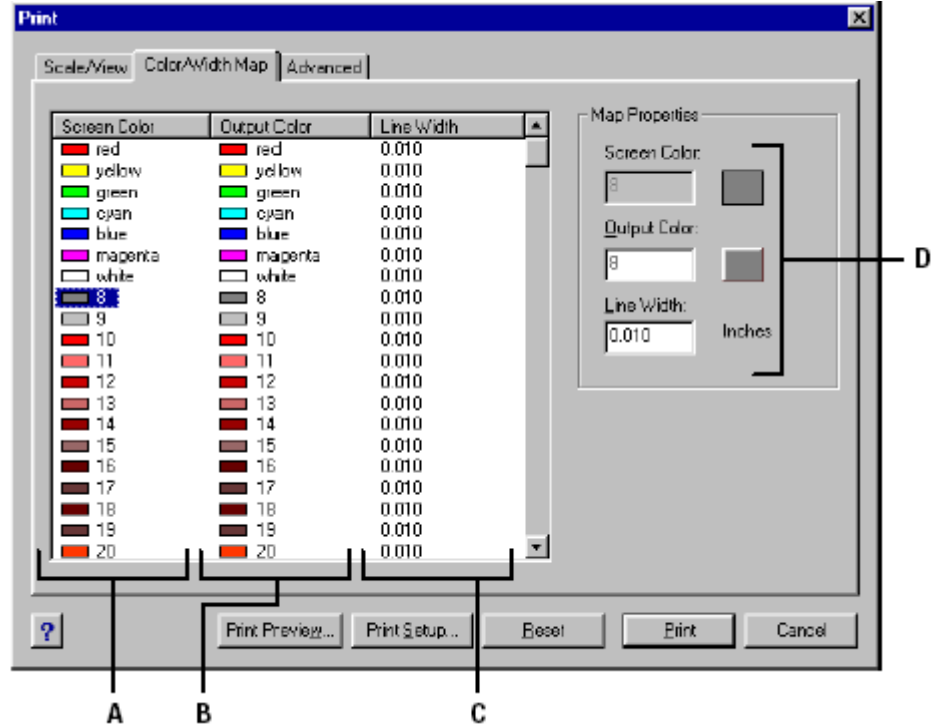 Print
Scale/View Color/Width Map Advanced
Screen Color Output Color Line Width
red red 0.010
yellow yellow 0.010
green green 0.010
cyan cyan 0.010
blue blue 0.010
magenta magenta 0.010
white white 0.010
8 8 0.010
9 9 0.010
10 10 0.010
11 11 0.010
12 12 0.010
13 13 0.010
14 14 0.010
15 15 0.010
16 16 0.010
17 17 0.010
18 18 0.010
19 19 0.010
20 20 0.010
Map Properties
Screen Color:
8
Output Color:
8
Line Width:
0.010 Inches
D
? Print Preview... Print Setup... Reset Print Cancel
A B C